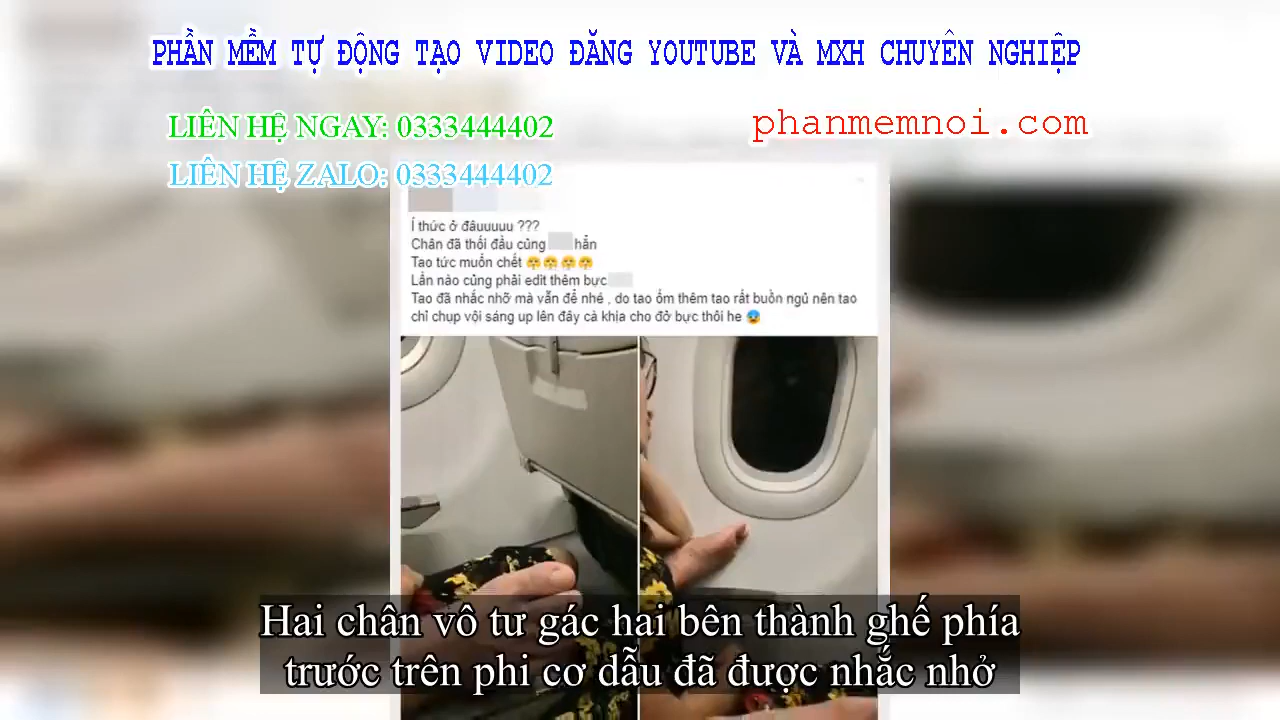 PHẦN MỀM TỰ ĐỘNG TẠO VIDEO ĐĂNG YOUTUBE VÀ MXH CHUYÊN NGHIỆP
LIÊN HỆ NGAY: 0333444402
phanmemnoi.com
LIÊN HỆ ZALO: 0333444402
Í thức ở đâuuuuu ???
Chân đã thối đầu củng hẳn
Tao tức muốn chết 😤😤😤😤
Lần nào củng phải edit thêm bực
Tao đã nhắc nhỡ mà vẫn để nhé , do tao ốm thêm tao rất buồn ngủ nên tao
chỉ chụp vội sáng up lên đây cà khịa cho đở bực thôi he 😰
Hai chân vô tư gác hai bên thành ghế phía
trước trên phi cơ dẫu đã được nhắc nhở